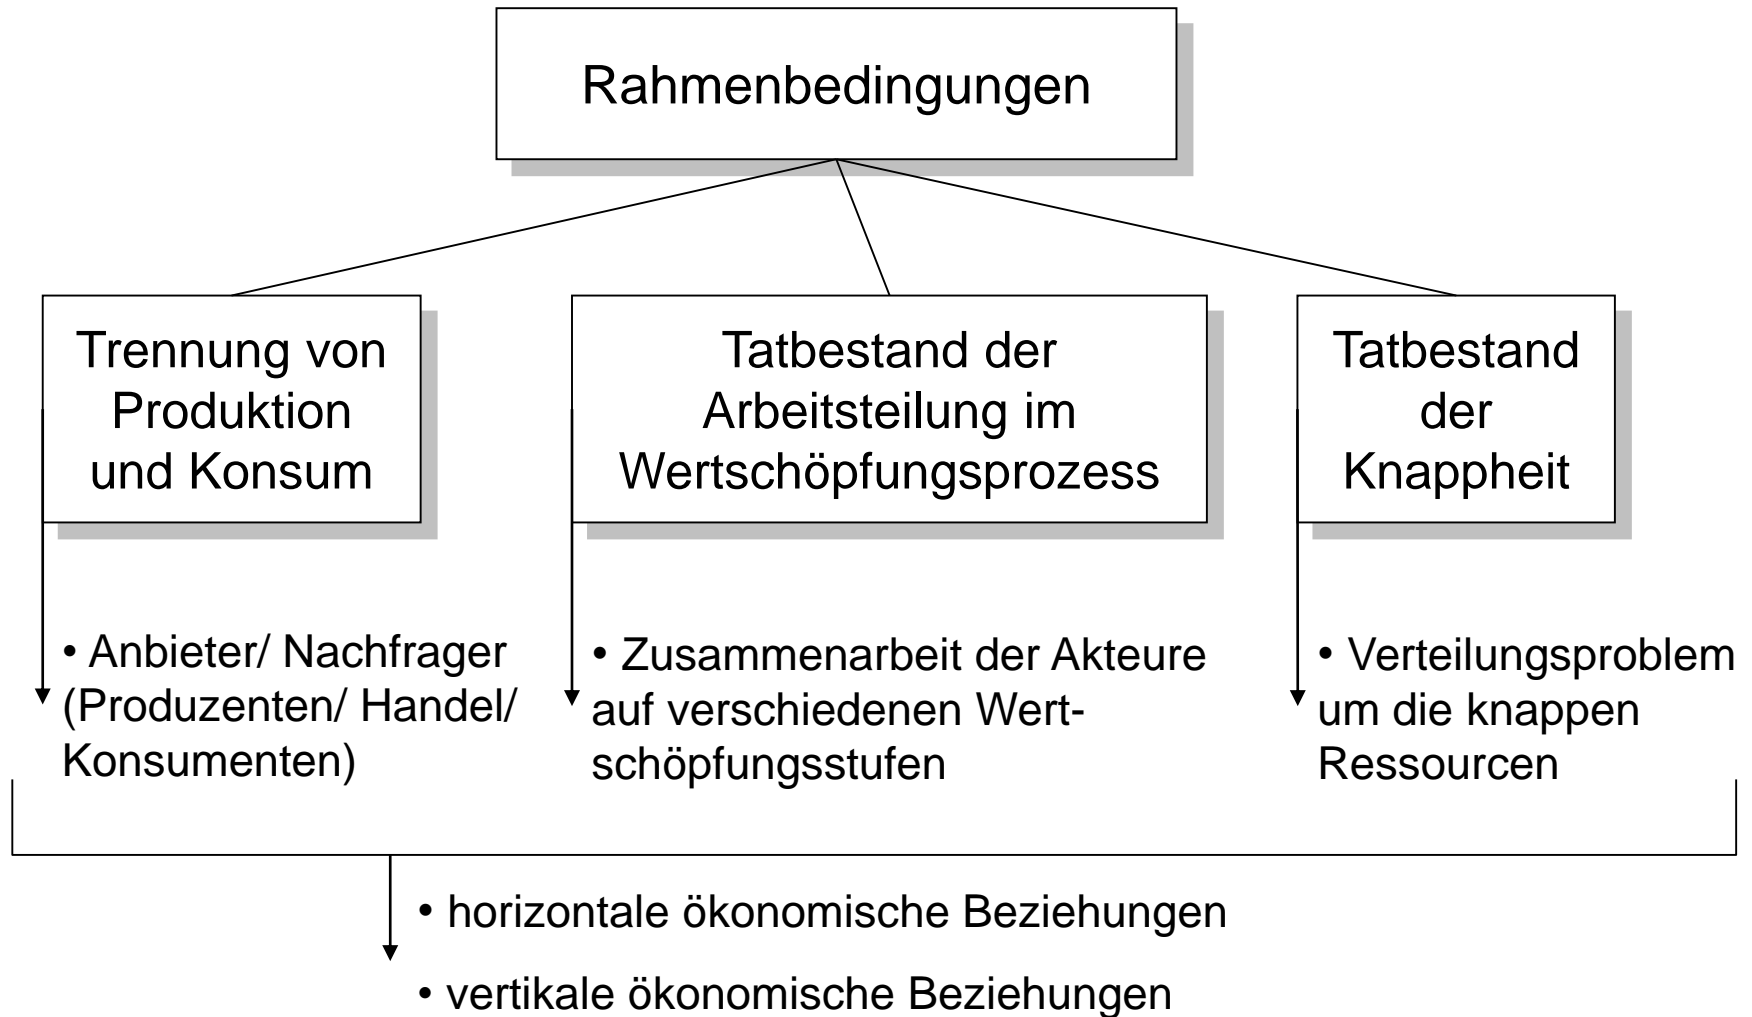 Rahmenbedingungen
Trennung von
Produktion
und Konsum
Tatbestand der
Arbeitsteilung im
Wertschöpfungsprozess
Tatbestand
der
Knappheit
• Anbieter/ Nachfrager
(Produzenten/ Handel/
Konsumenten)
• Zusammenarbeit der Akteure
auf verschiedenen Wert-
schöpfungsstufen
• Verteilungsproblem
um die knappen
Ressourcen
• horizontale ökonomische Beziehungen
• vertikale ökonomische Beziehungen